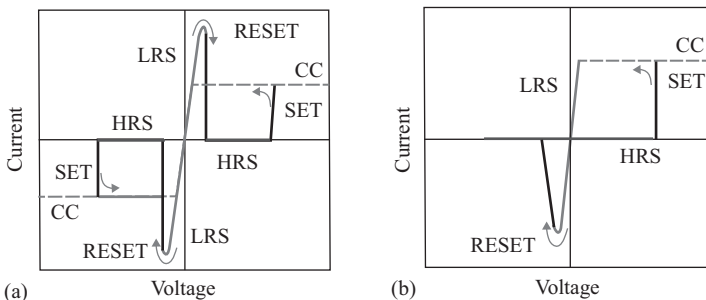 RESET
LRS
CC
SET
HRS
Current
SET
HRS
CC
RESET
LRS
(a)
Voltage
CC
LRS
SET
Current
HRS
RESET
(b)
Voltage